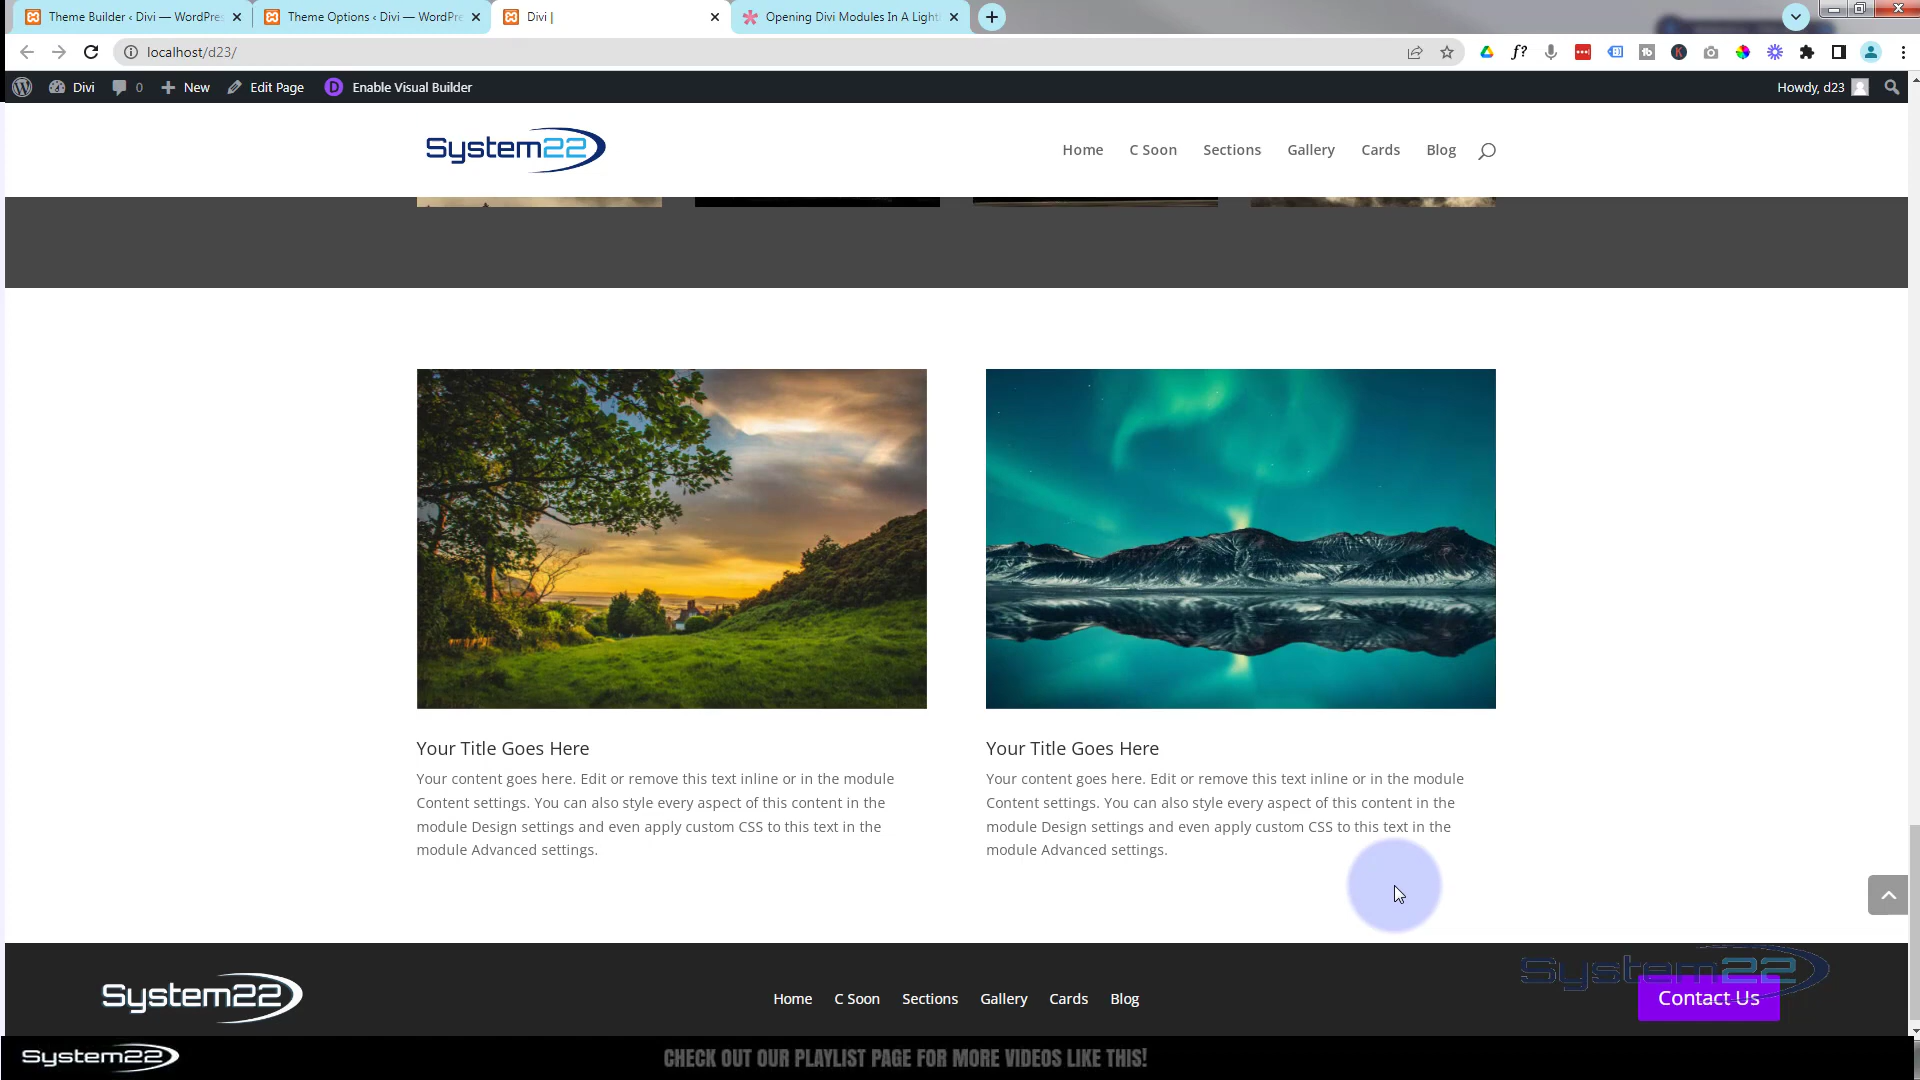 Theme Builder ‹ Divi — WordPre
Theme Options ‹ Divi — WordPre
Divi |
Opening Divi Modules In A Light
localhost/d23/
Divi
0
New
Edit Page
Enable Visual Builder
Howdy, d23
System22
Home
C Soon
Sections
Gallery
Cards
Blog
Your Title Goes Here
Your content goes here. Edit or remove this text inline or in the module
Content settings. You can also style every aspect of this content in the
module Design settings and even apply custom CSS to this text in the
module Advanced settings.
Your Title Goes Here
Your content goes here. Edit or remove this text inline or in the module
Content settings. You can also style every aspect of this content in the
module Design settings and even apply custom CSS to this text in the
module Advanced settings.
System22
Home
C Soon
Sections
Gallery
Cards
Blog
System22
Contact Us
System22
CHECK OUT OUR PLAYLIST PAGE FOR MORE VIDEOS LIKE THIS!